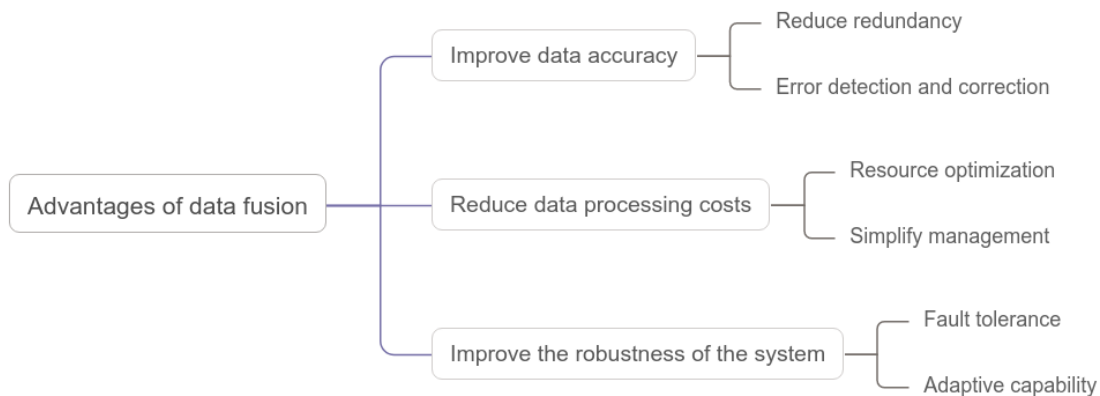 Advantages of data fusion
Improve data accuracy
Reduce redundancy
Error detection and correction
Reduce data processing costs
Resource optimization
Simplify management
Improve the robustness of the system
Fault tolerance
Adaptive capability